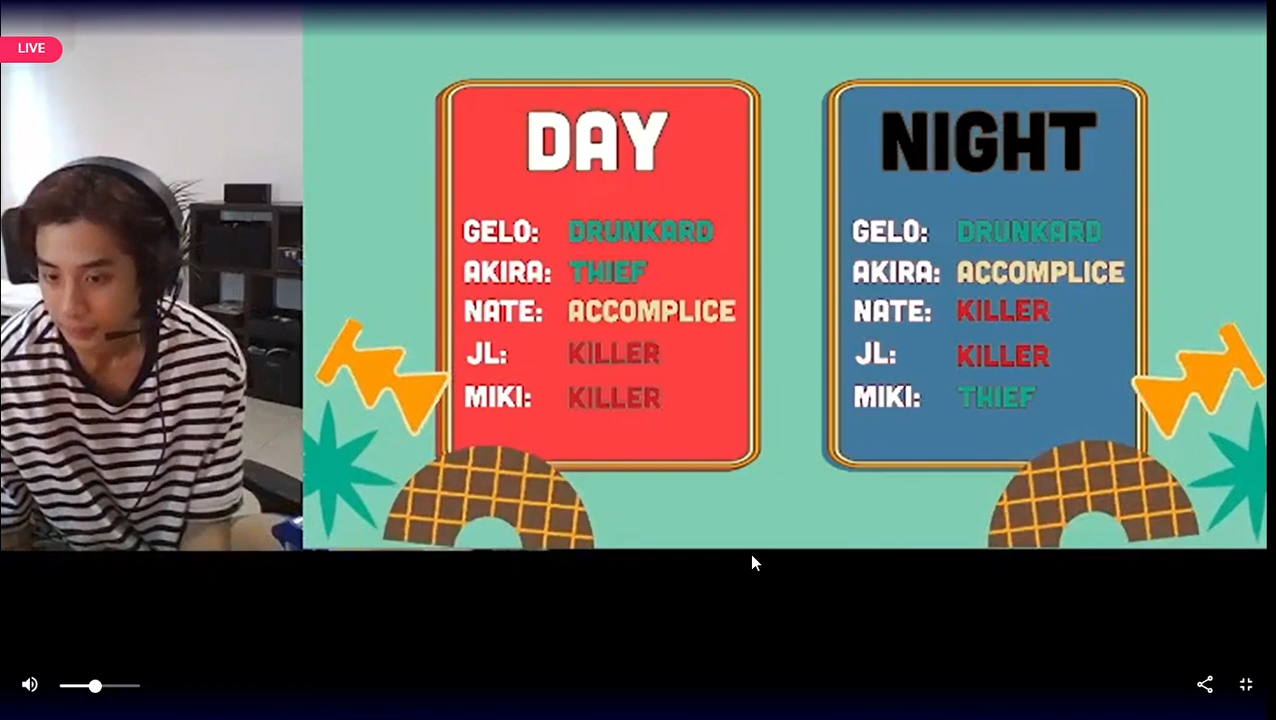 LIVE
DAY
GELO: DRUNKARD
AKIRA: THIEF
NATE: ACCOMPLICE
JL: KILLER
MIKI: KILLER
NIGHT
GELO: DRUNKARD
AKIRA: ACCOMPLICE
NATE: KILLER
JL: KILLER
MIKI: THIEF